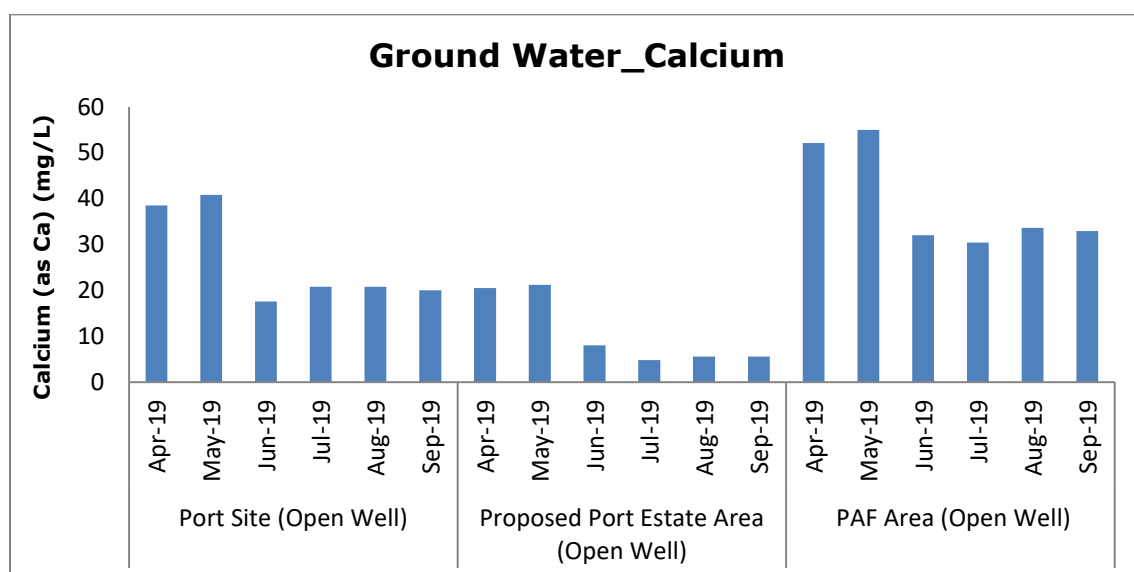 Ground Water_Calcium
Calcium (as Ca) (mg/L)
60
50
40
30
20
10
0
Apr-19
May-19
Jun-19
Jul-19
Aug-19
Sep-19
Apr-19
May-19
Jun-19
Jul-19
Aug-19
Sep-19
Apr-19
May-19
Jun-19
Jul-19
Aug-19
Sep-19
Port Site (Open Well)
Proposed Port Estate Area
(Open Well)
PAF Area (Open Well)